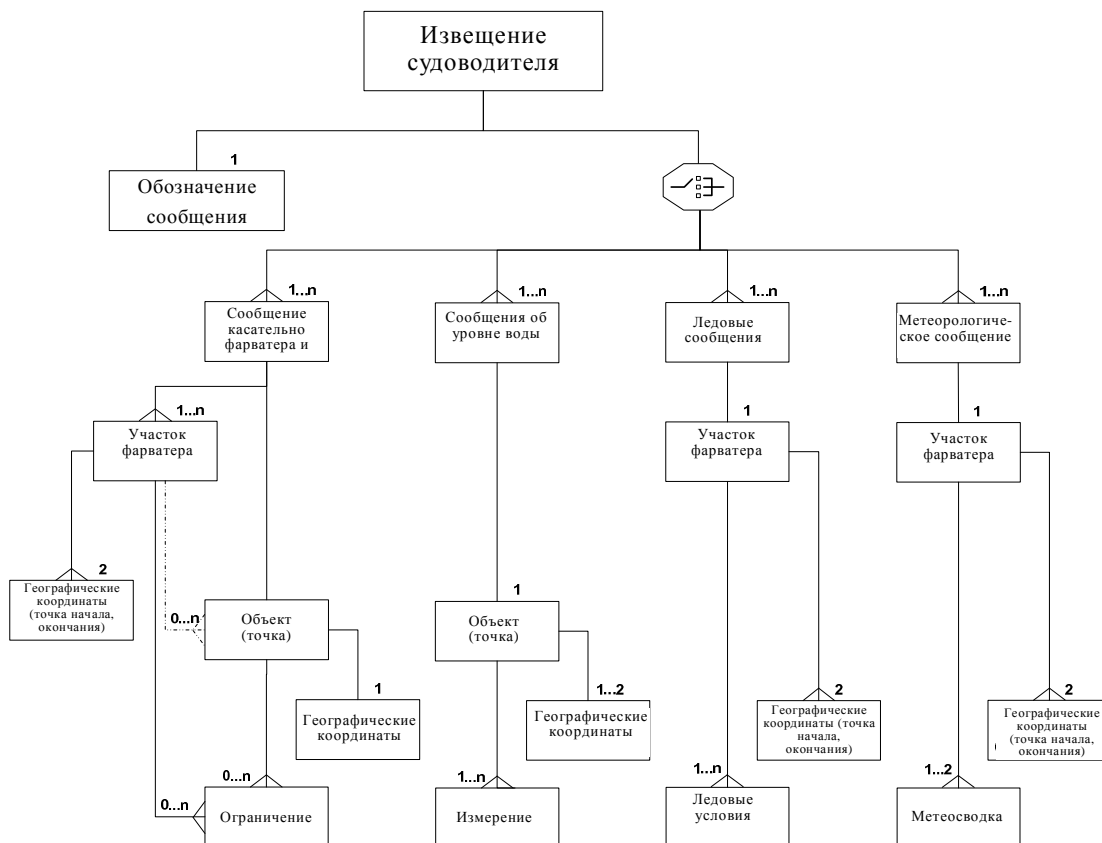 Извещение
судоводителя
1
Обозначение
сообщения
1...n
Сообщение
касательно
фарватера и
1...n
Сообщения об
уровне воды
1...n
Ледовые
сообщения
1...n
Метеорологиче-
ское сообщение
1...n
Участок
фарватера
1
Участок
фарватера
1
Участок
фарватера
2
Географические
координаты
(точка начала,
окончания)
0...n
Объект
(точка)
1
Объект
(точка)
1
Географические
координаты
1...2
Географические
координаты
2
Географические
координаты (точка
начала,
окончания)
2
Географические
координаты
(точка начала,
окончания)
0...n
0...n
Ограничение
1...n
Измерение
1...n
Ледовые
условия
1...2
Метеосводка